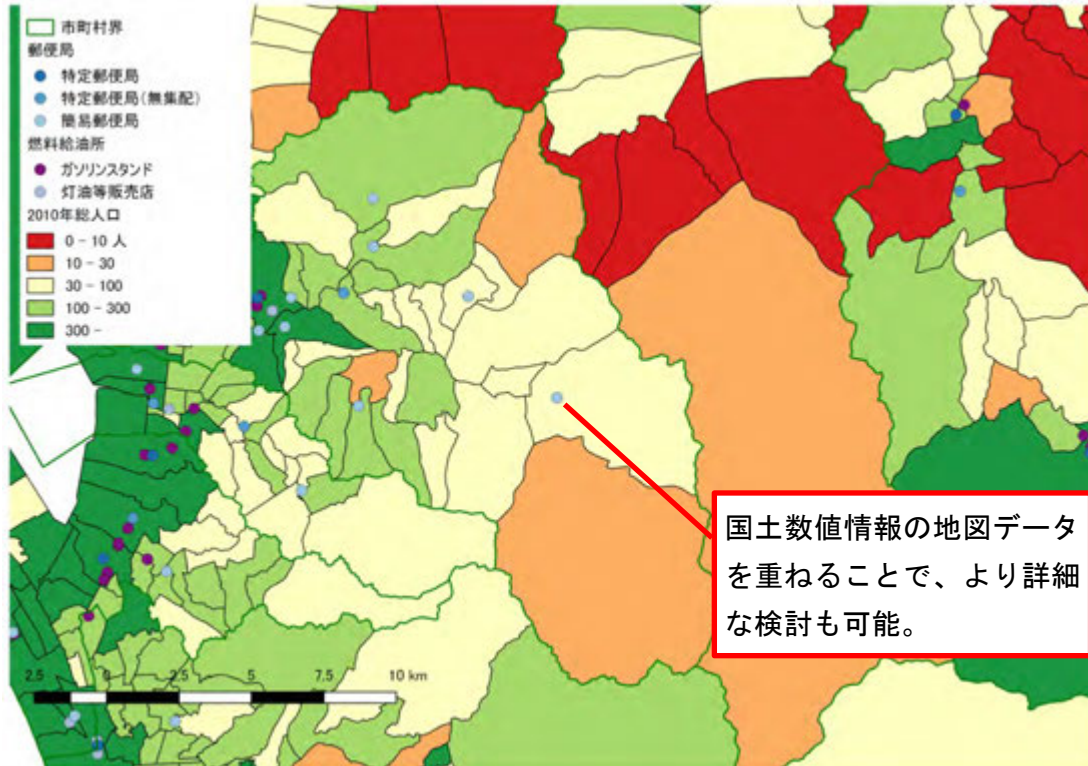 市町村界
郵便局
特定郵便局
特定郵便局(無集配)
簡易郵便局
燃料給油所
ガソリンスタンド
灯油等販売店
2010年総人口
0 - 10 人
10 - 30
30 - 100
100 - 300
300 -
国土数値情報の地図データ
を重ねることで、より詳細
な検討も可能。
2.5 0 2.5 5 7.5 10 km